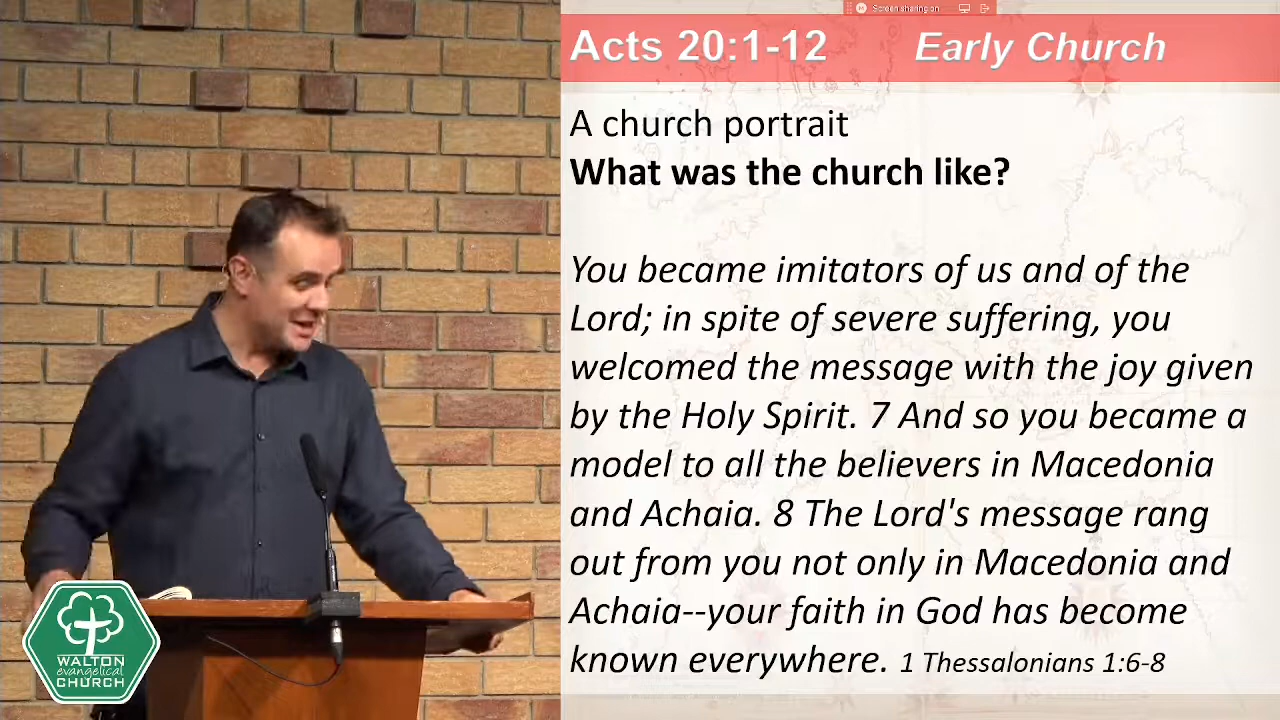 Screen sharing on
Acts 20:1-12 Early Church
A church portrait
What was the church like?
You became imitators of us and of the
Lord; in spite of severe suffering, you
welcomed the message with the joy given
by the Holy Spirit. 7 And so you became a
model to all the believers in Macedonia
and Achaia. 8 The Lord's message rang
out from you not only in Macedonia and
Achaia--your faith in God has become
known everywhere. 1 Thessalonians 1:6-8
WALTON
evangelical
CHURCH